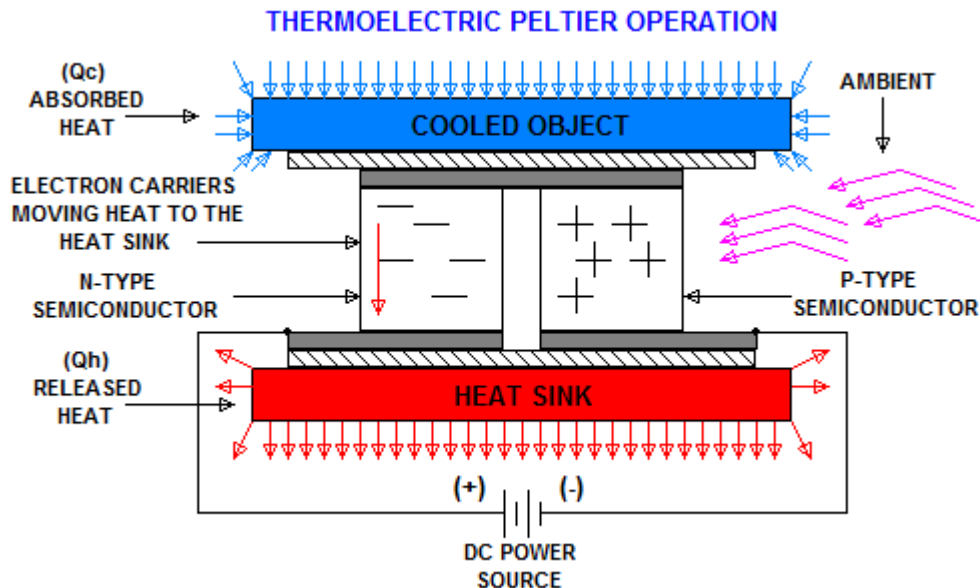 THERMOELECTRIC PELTIER OPERATION
(Qc)
ABSORBED
HEAT
AMBIENT
COOLED OBJECT
ELECTRON CARRIERS
MOVING HEAT TO THE
HEAT SINK
N-TYPE
SEMICONDUCTOR
P-TYPE
SEMICONDUCTOR
(Qh)
RELEASED
HEAT
HEAT SINK
(+)
(-)
DC POWER
SOURCE